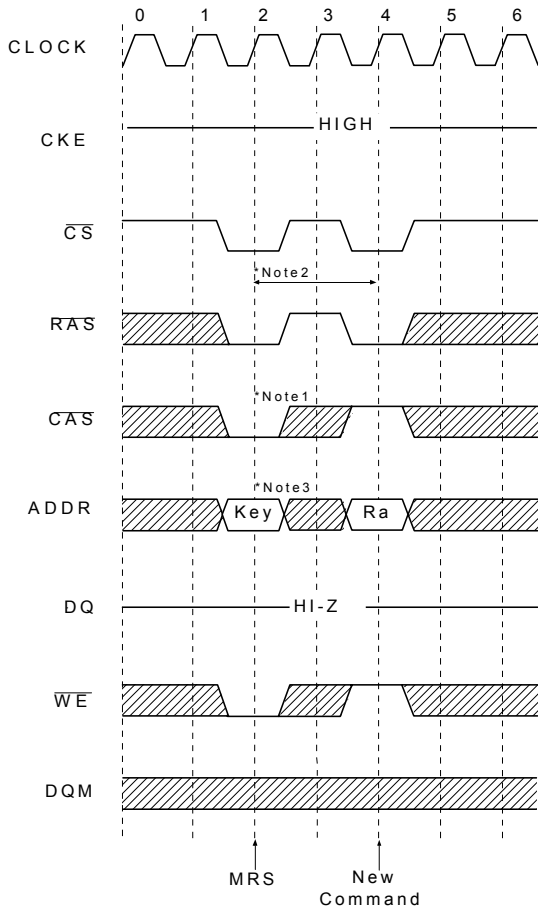 0 1 2 3 4 5 6
CLOCK
HIGH
CKE
CS
*Note2
RAS
*Note1
CAS
*Note3
ADDR
Key
Ra
DQ
HI-Z
WE
DQM
MRS
New
Command